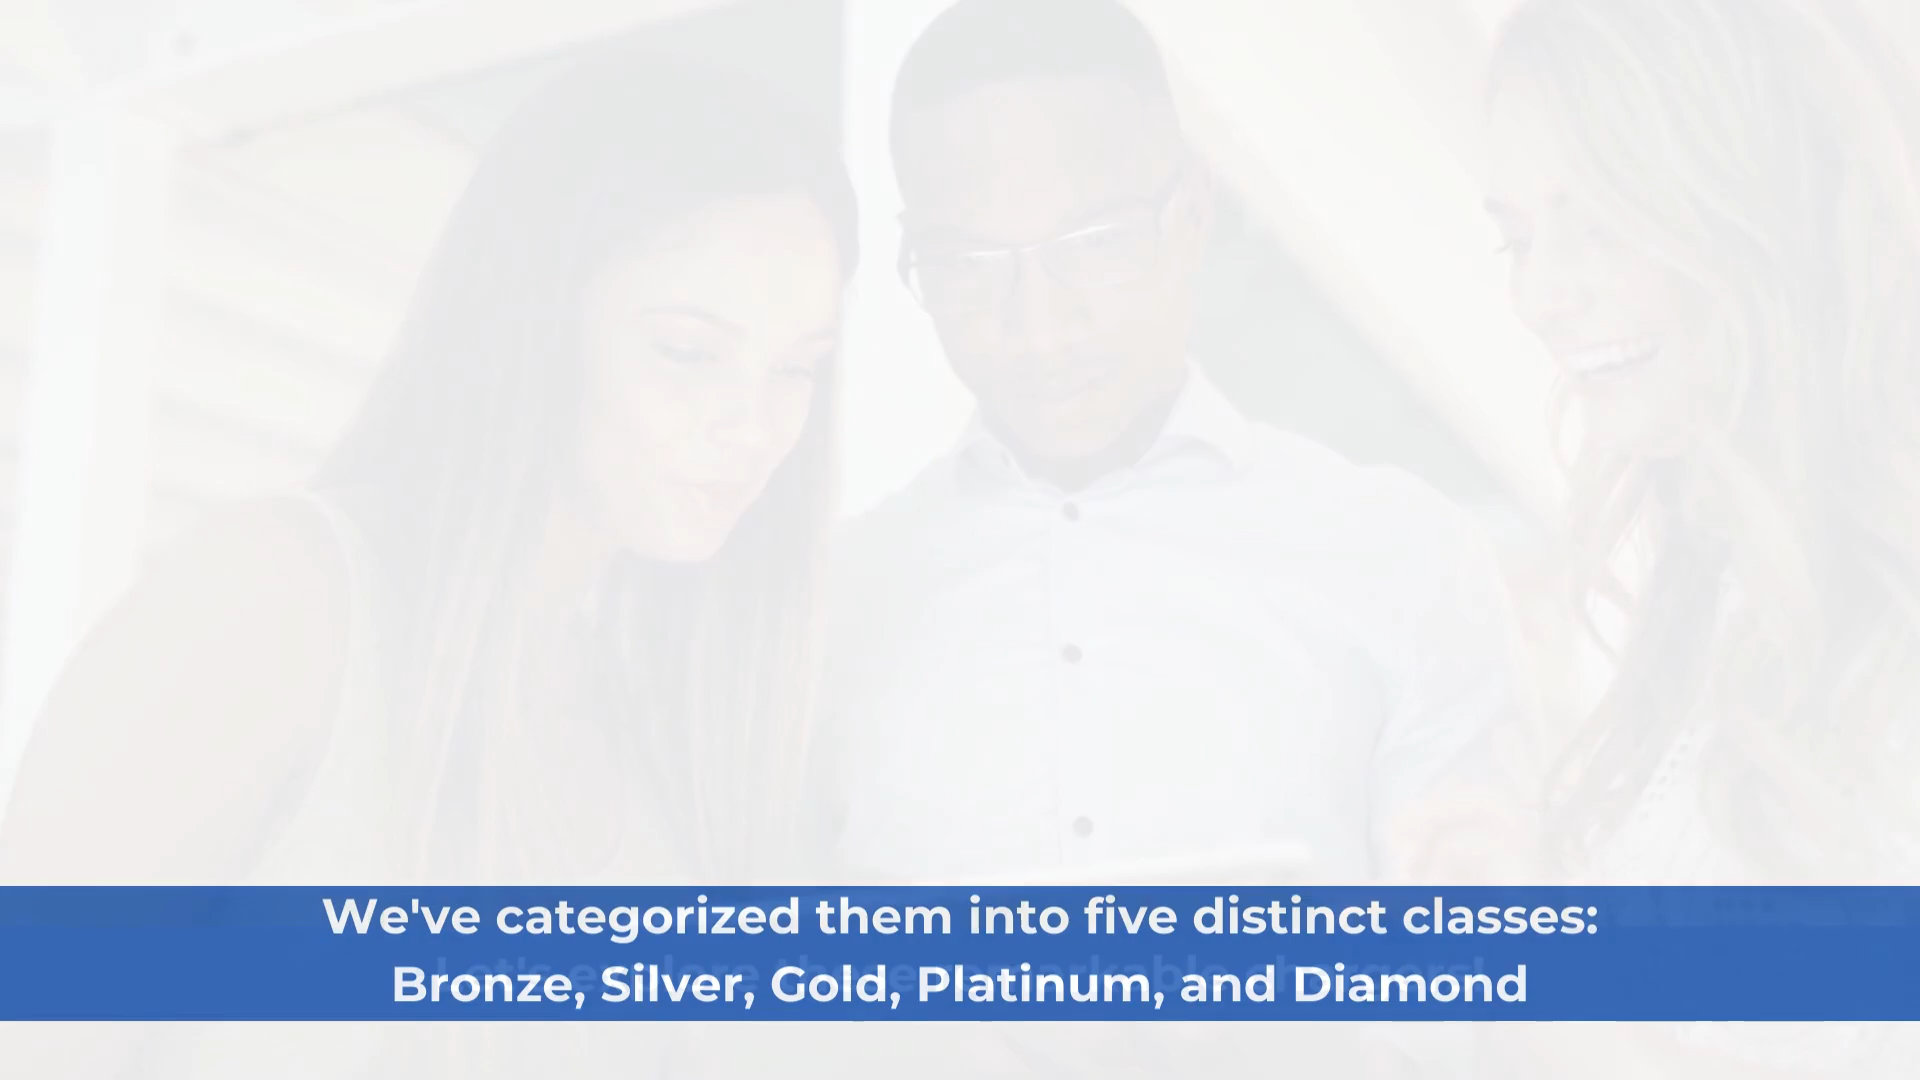 We've categorized them into five distinct classes:
Bronze, Silver, Gold, Platinum, and Diamond